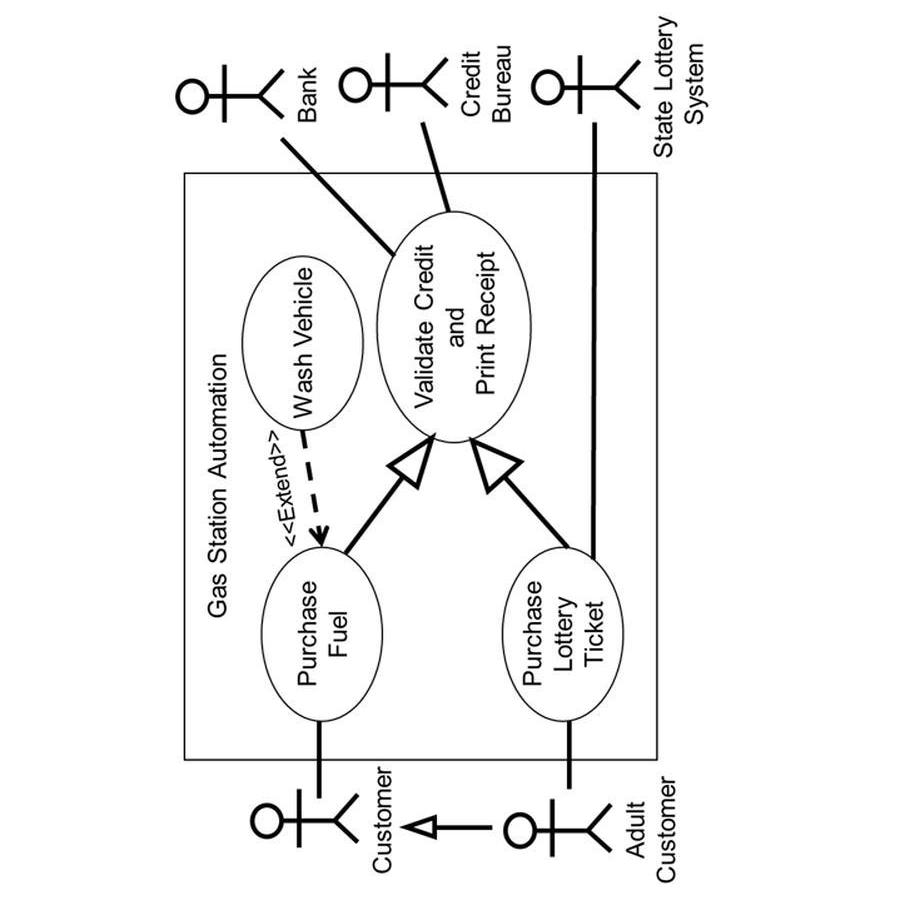 Gas Station Automation
Customer
Adult
Customer
Purchase
Fuel
<<Extend>>
Wash Vehicle
Purchase
Lottery
Ticket
Validate Credit
and
Print Receipt
Bank
Credit
Bureau
State Lottery
System